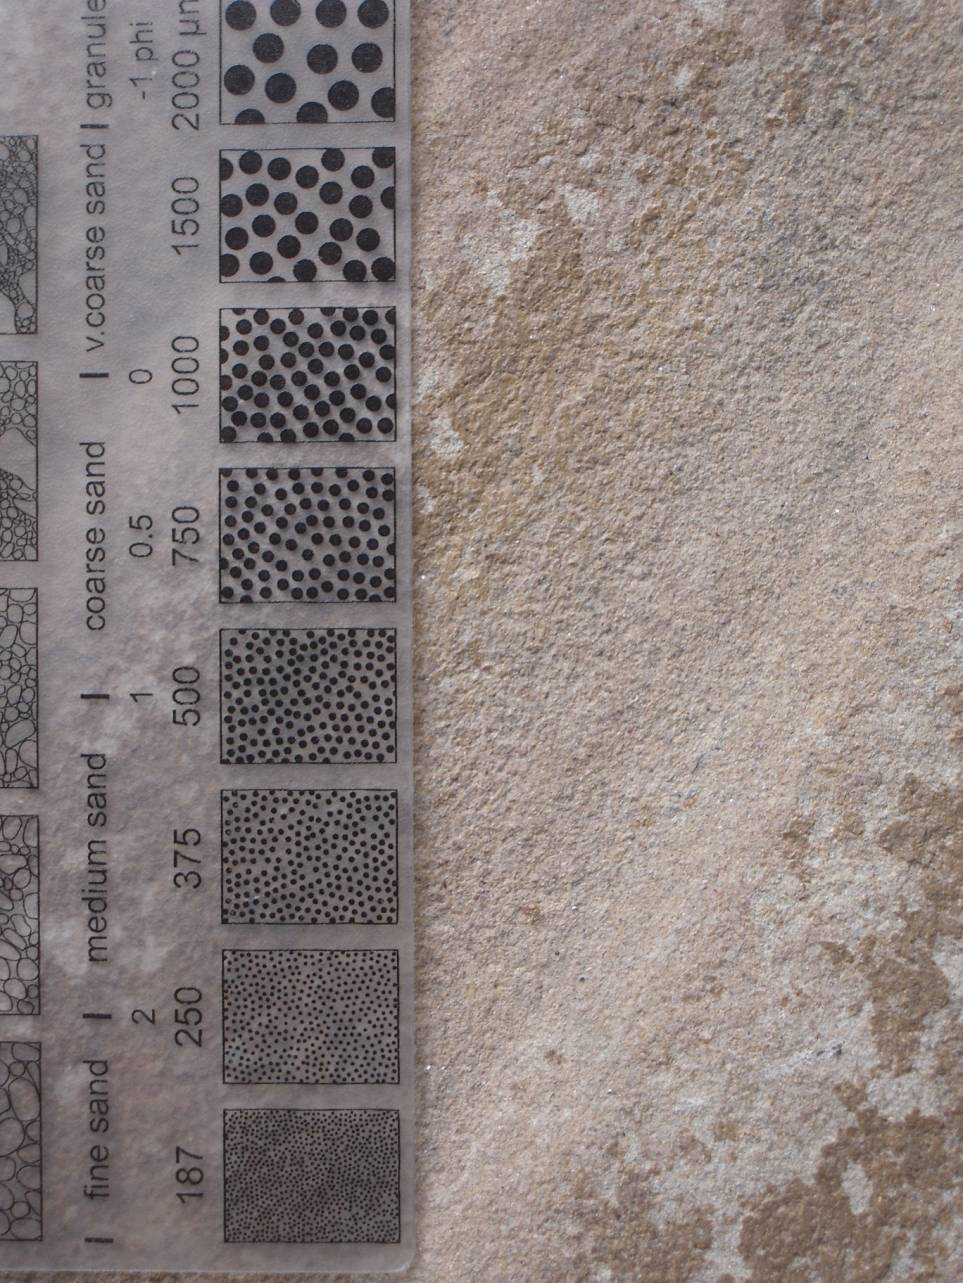 fine sand | medium sand | coarse sand | v.coarse sand | granule
2 1 0.5 0 -1 phi
187 250 375 500 750 1000 1500 2000 µm